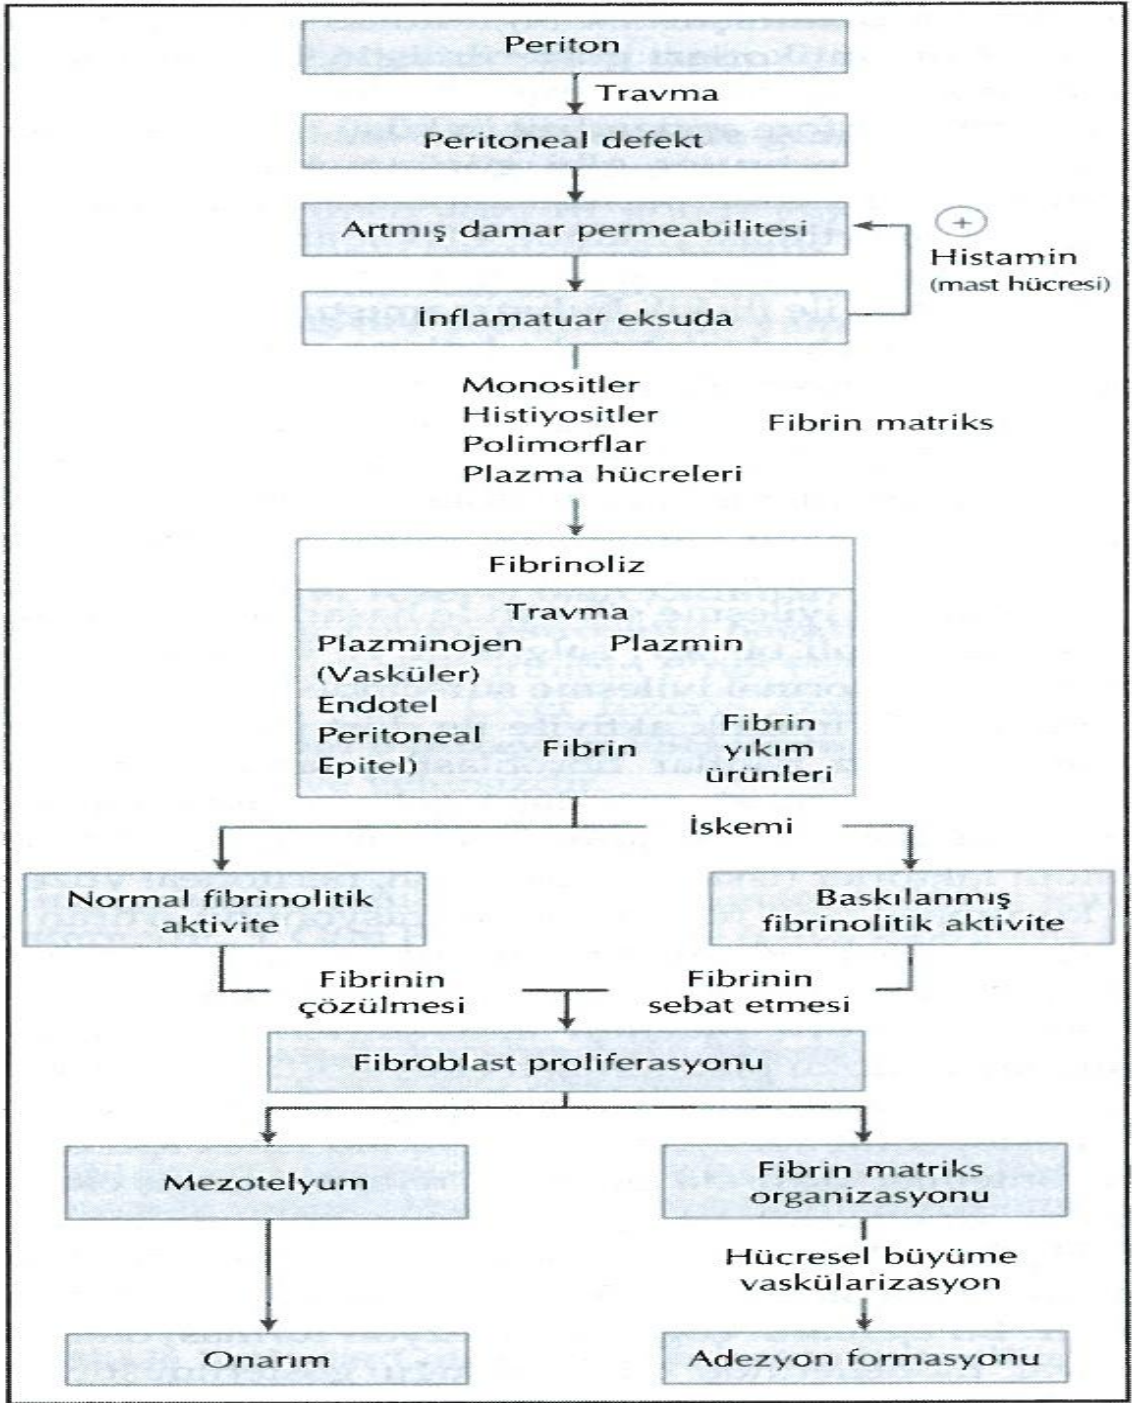 Periton
Travma
Peritoneal defekt
Artmış damar permeabilitesi
+
Histamin
(mast hücresi)
İnflamatuar eksuda
Monositler
Histiyositler
Polimorflar
Plazma hücreleri
Fibrin matriks
Fibrinoliz
Travma
Plazminojen
(Vasküler)
Endotel
Peritoneal
Epitel)
Plazmin
Fibrin
Fibrin
yıkım
ürünleri
İskemi
Normal fibrinolitik
aktivite
Baskılanmış
fibrinolitik aktivite
Fibrinin
çözülmesi
Fibrinin
sebat etmesi
Fibroblast proliferasyonu
Mezotelyum
Fibrin matriks
organizasyonu
Hücresel büyüme
vaskülarizasyon
Onarım
Adezyon formasyonu